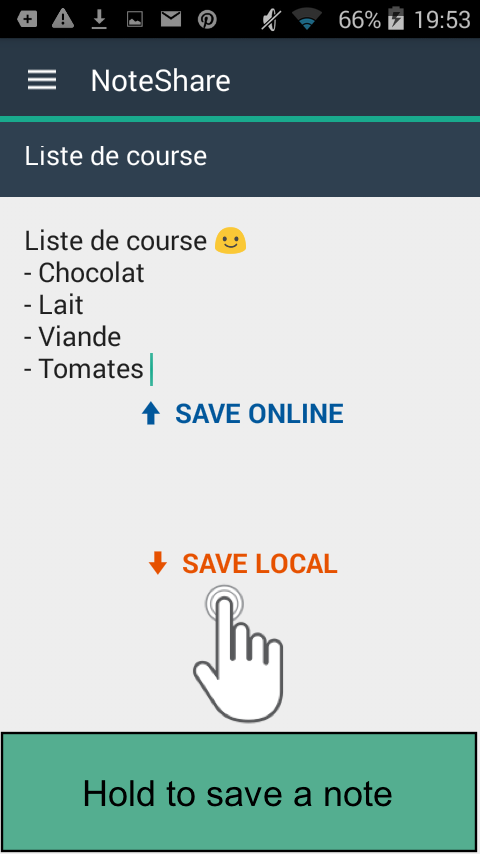 66% 19:53
NoteShare
Liste de course
Liste de course 🙂
- Chocolat
- Lait
- Viande
- Tomates
SAVE ONLINE
SAVE LOCAL
Hold to save a note